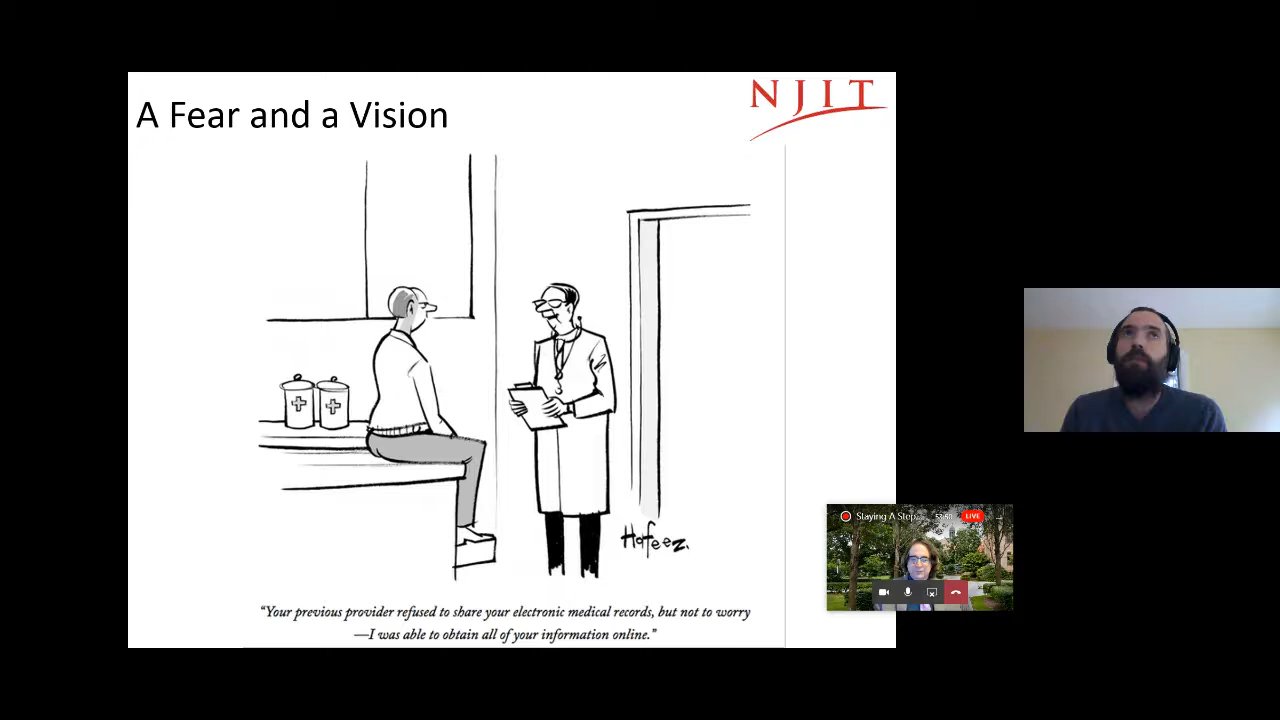 A Fear and a Vision
NJIT
Hafeez.
"Your previous provider refused to share your electronic medical records, but not to worry
—I was able to obtain all of your information online."
Staying A Step...
LIVE